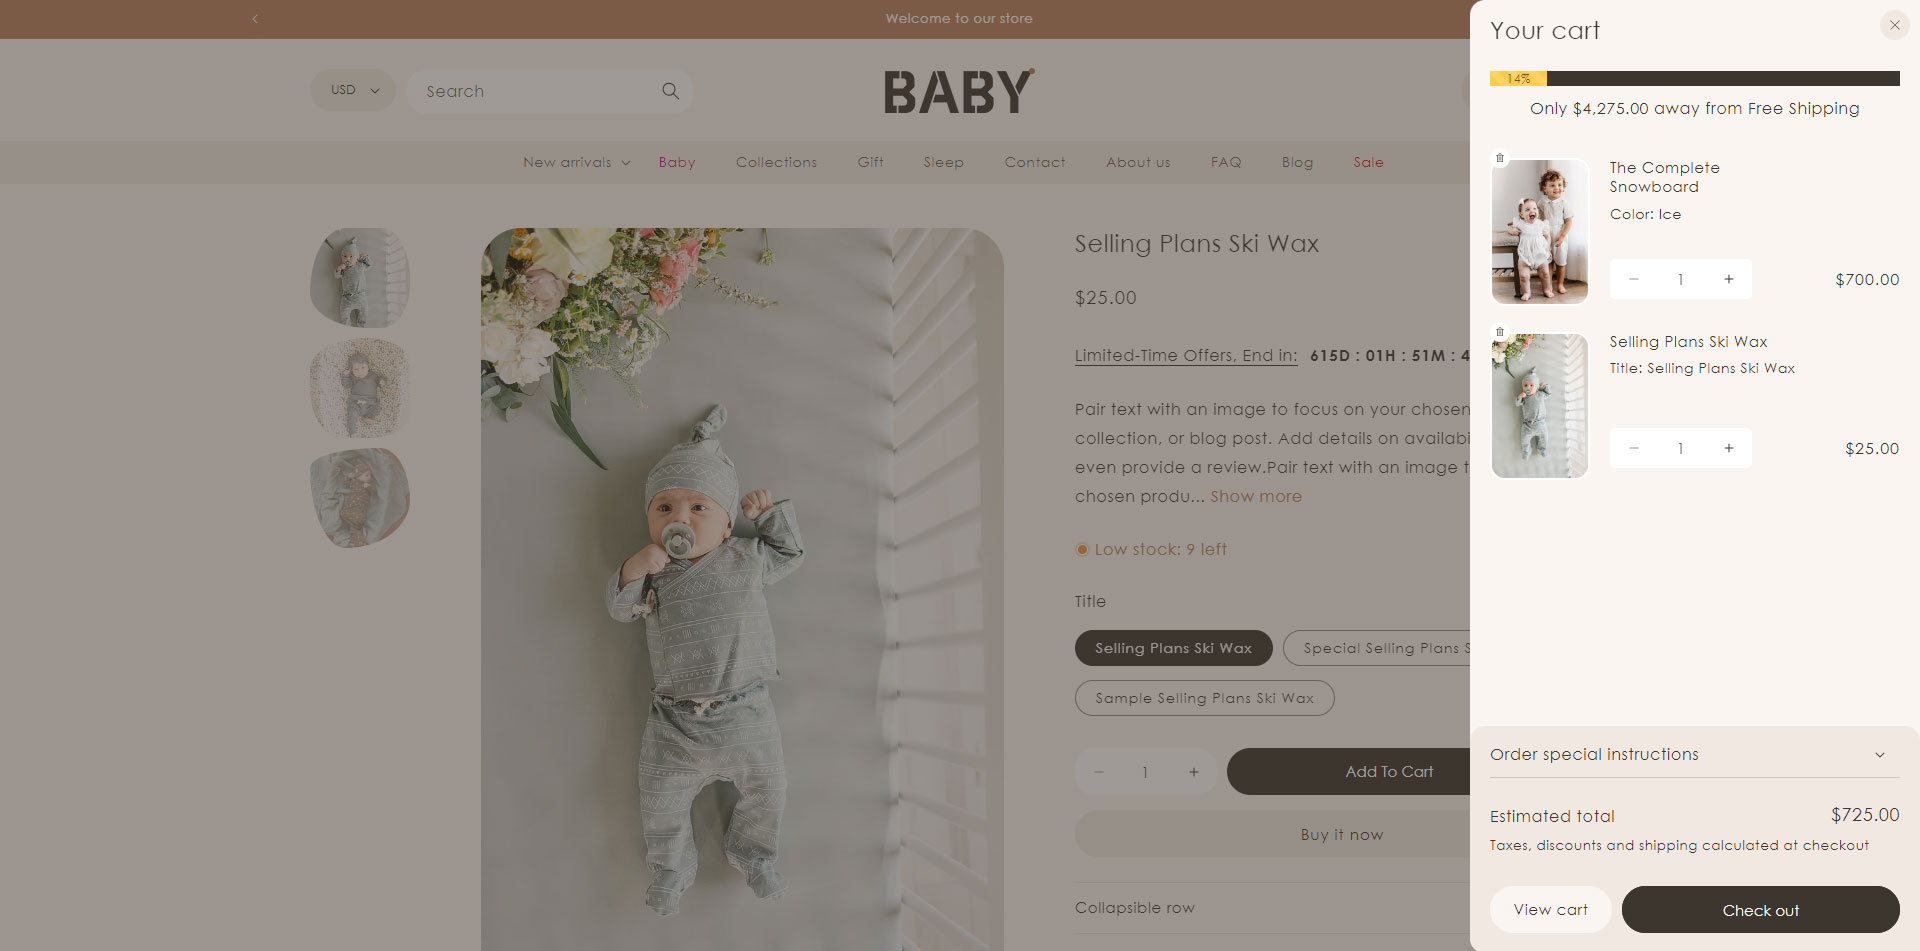 Welcome to our store
USD
Search
BABY
New arrivals
Baby
Collections
Gift
Sleep
Contact
About us
FAQ
Blog
Sale
Selling Plans Ski Wax
$25.00
Limited-Time Offers, End in: 615D : 01H : 51M : 4
Pair text with an image to focus on your chosen
collection, or blog post. Add details on availabi
even provide a review.Pair text with an image t
chosen produ... Show more
Low stock: 9 left
Title
Selling Plans Ski Wax
Special Selling Plans S
Sample Selling Plans Ski Wax
− 1 +
Add To Cart
Buy it now
Collapsible row
Your cart
14%
Only $4,275.00 away from Free Shipping
The Complete
Snowboard
Color: Ice
− 1 +
$700.00
Selling Plans Ski Wax
Title: Selling Plans Ski Wax
− 1 +
$25.00
Order special instructions
Estimated total
$725.00
Taxes, discounts and shipping calculated at checkout
View cart
Check out